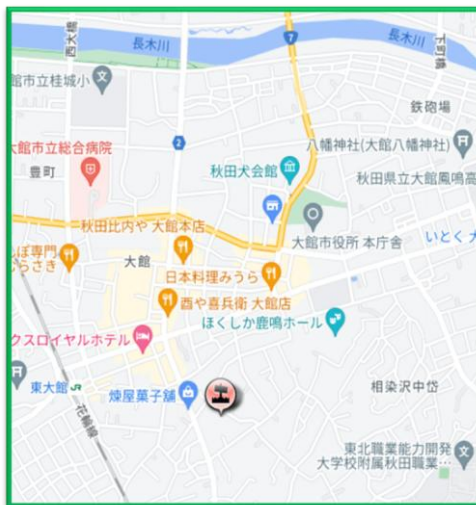 長木川
西大橋
7
長木川
下町橋
館市立桂城小
鉄砲場
2
八幡神社(大館八幡神社)
大館市立総合病院
秋田犬会館
豊町
秋田県立大館鳳鳴高
秋田比内や 大館本店
大館市役所 本庁舎
いとく大
ぽ専門
むらさき
大館
日本料理みうら
酉や喜兵衛 大館店
ほくしか鹿鳴ホール
クスロイヤルホテル
東大館
煉屋菓子舗
相染沢中岱
花輪線
東北職業能力開発
大学校附属秋田職業…